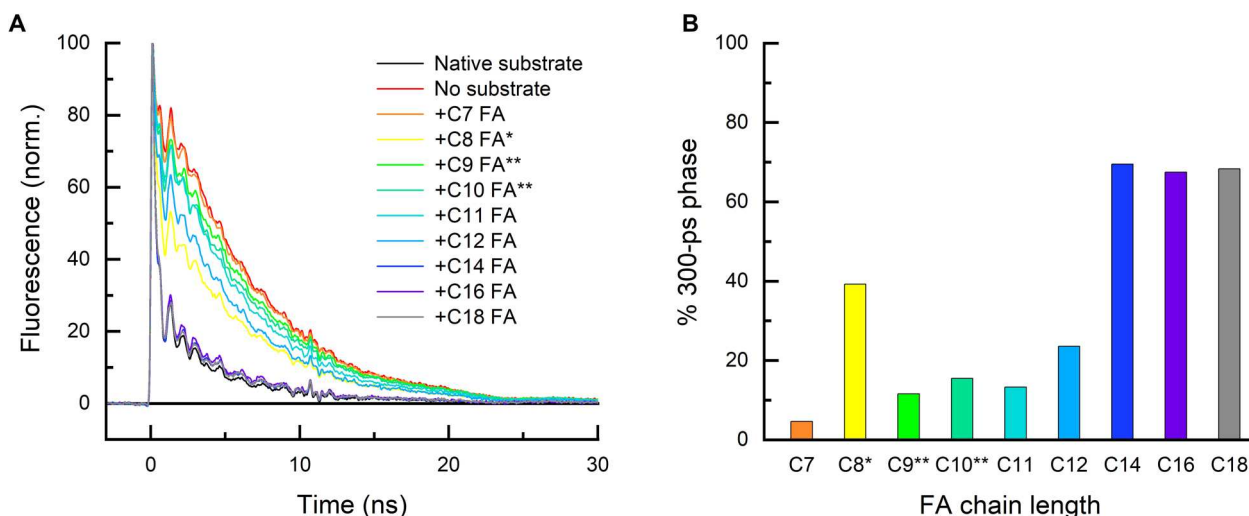 A
Fluorescence (norm.)
100
80
60
40
20
0
0
10
20
30
Time (ns)
Native substrate
No substrate
+C7 FA
+C8 FA*
+C9 FA**
+C10 FA**
+C11 FA
+C12 FA
+C14 FA
+C16 FA
+C18 FA
B
% 300-ps phase
100
80
60
40
20
0
C7
C8*
C9**
C10**
C11
C12
C14
C16
C18
FA chain length